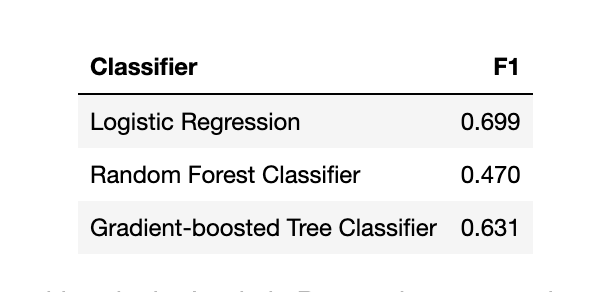 Classifier F1
Logistic Regression 0.699
Random Forest Classifier 0.470
Gradient-boosted Tree Classifier 0.631